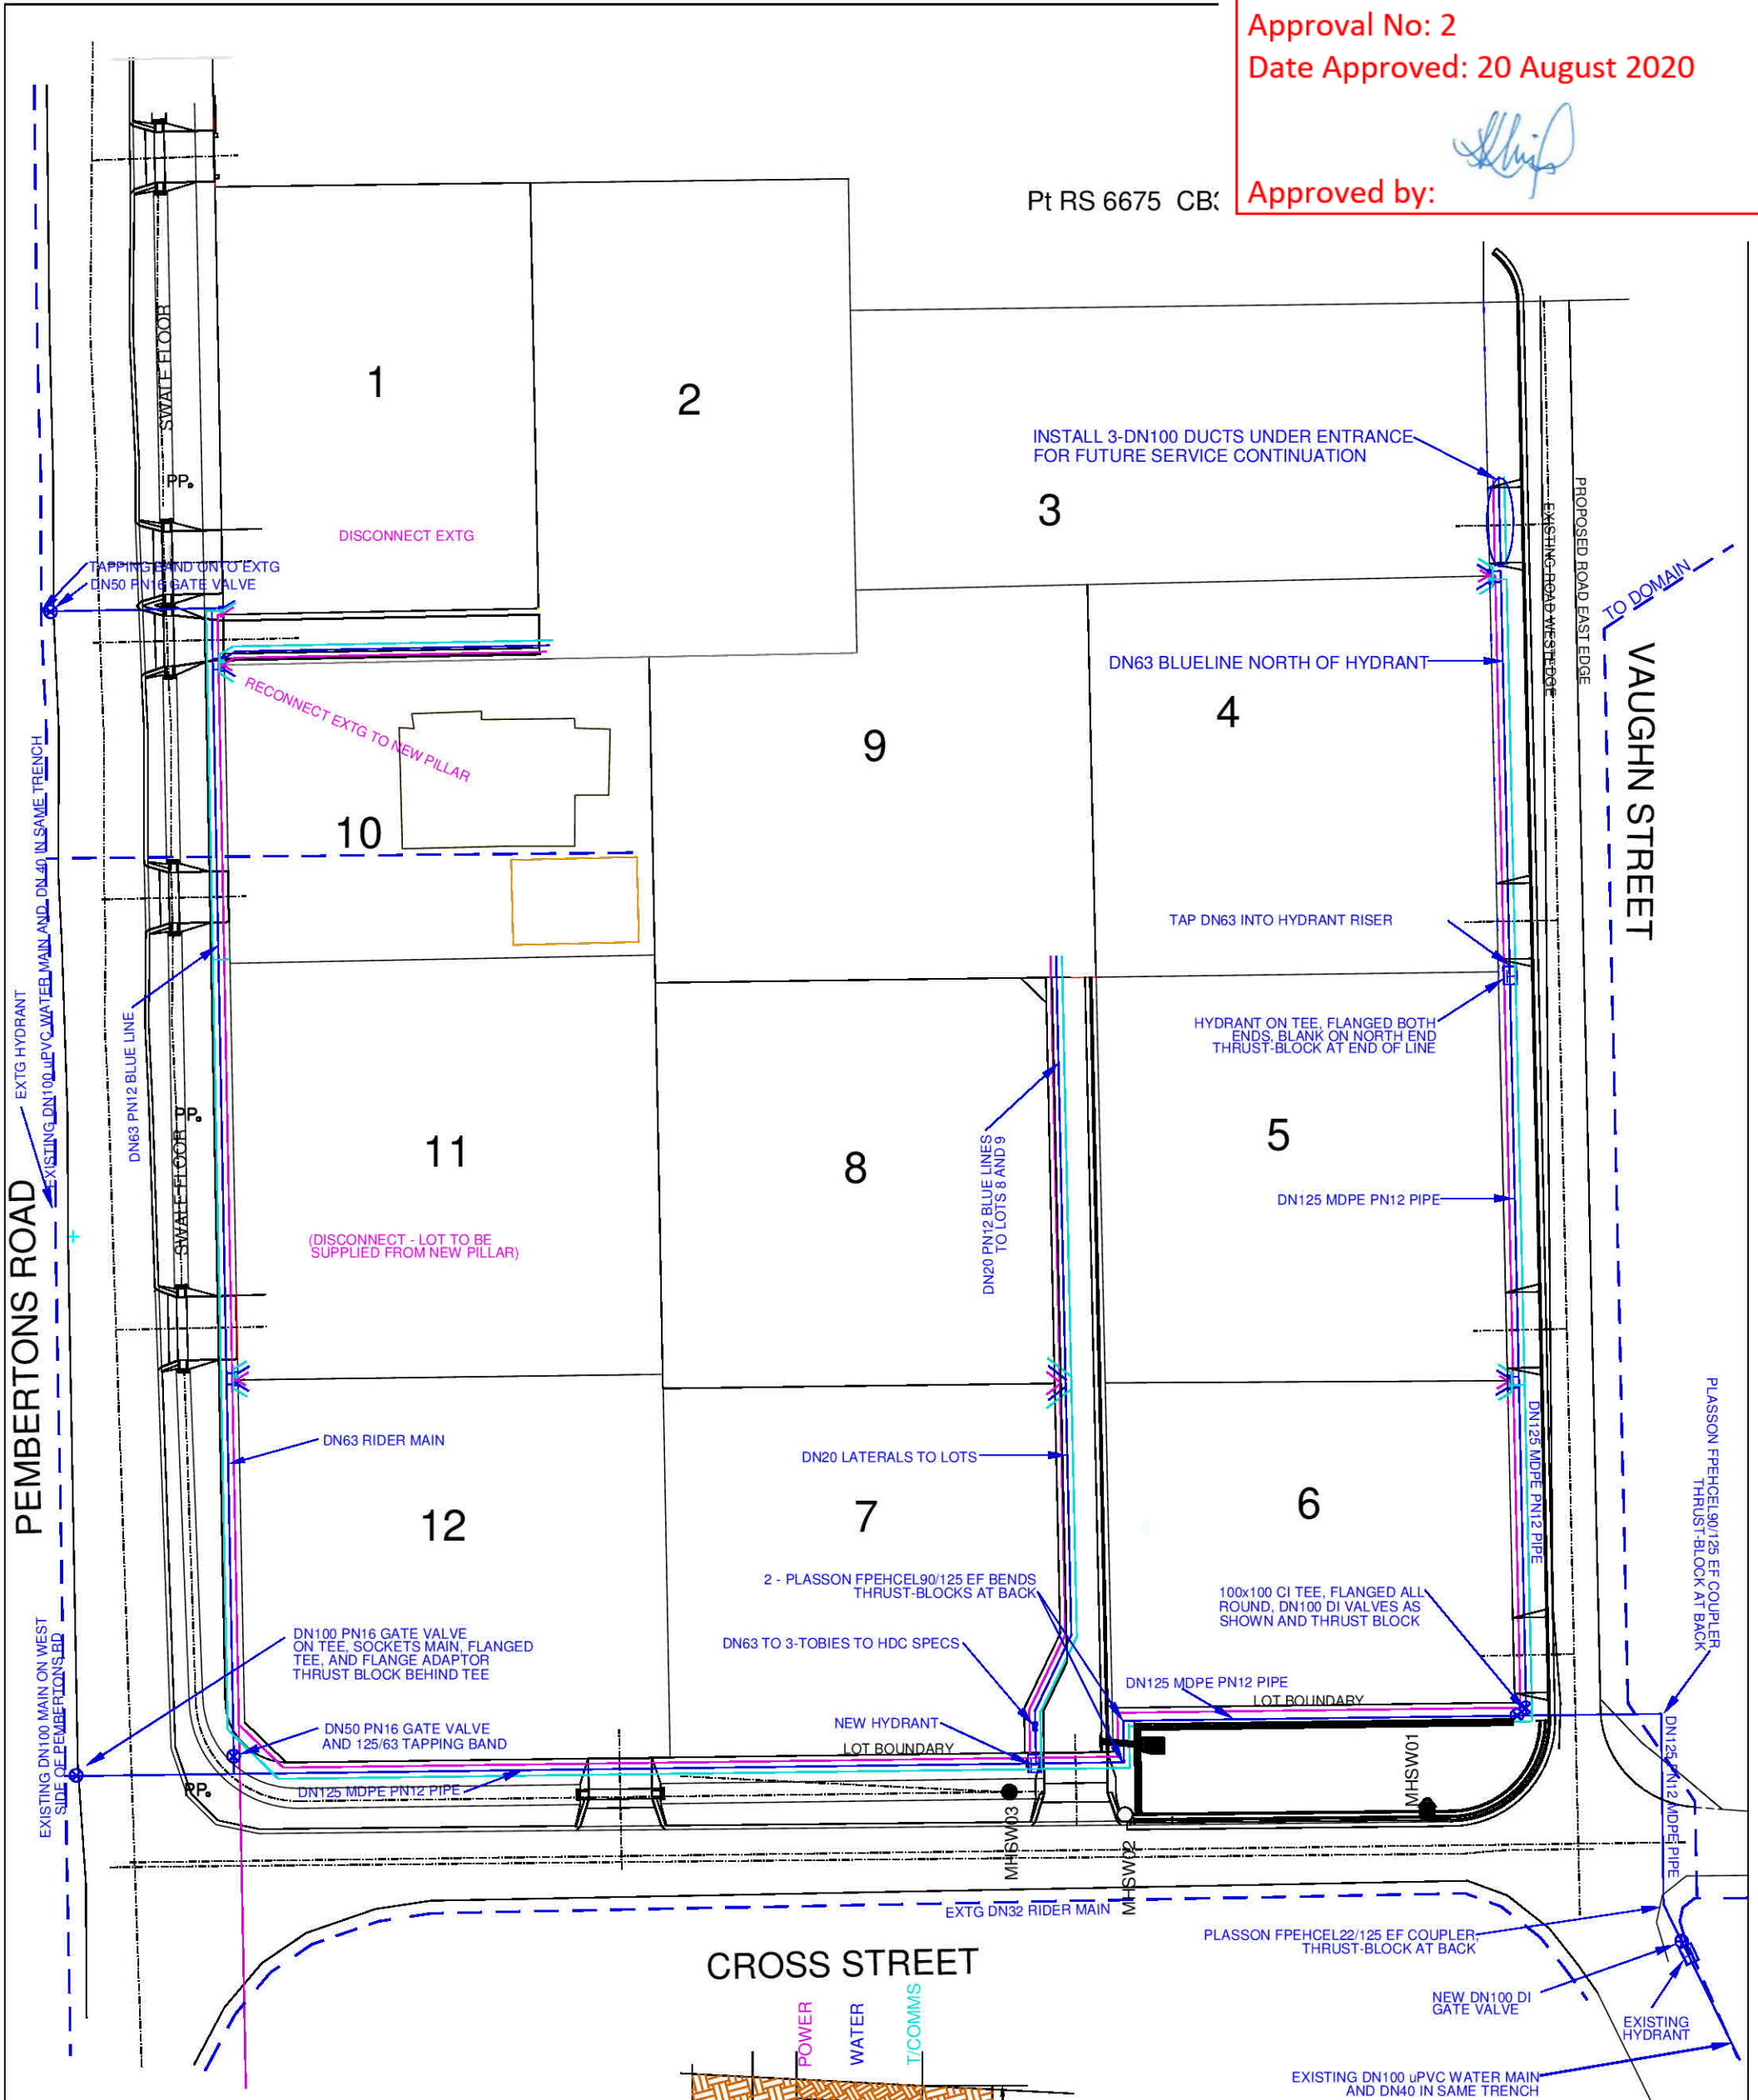 Approval No: 2
Date Approved: 20 August 2020
Approved by:
Pt RS 6675 CB
1
2
3
4
5
6
7
8
9
10
11
12
SWALE FLOOR
PP.
DISCONNECT EXTG
TAPPING BAND ONTO EXTG
DN50 PN16 GATE VALVE
RECONNECT EXTG TO NEW PILLAR
INSTALL 3-DN100 DUCTS UNDER ENTRANCE
FOR FUTURE SERVICE CONTINUATION
EXISTING ROAD WEST EDGE
PROPOSED ROAD EAST EDGE
TO DOMAIN
VAUGHN STREET
DN63 BLUELINE NORTH OF HYDRANT
TAP DN63 INTO HYDRANT RISER
HYDRANT ON TEE, FLANGED BOTH
ENDS, BLANK ON NORTH END
THRUST-BLOCK AT END OF LINE
DN125 MDPE PN12 PIPE
EXTG HYDRANT
EXISTING DN100 uPVC WATER MAIN AND DN 40 IN SAME TRENCH
DN63 PN12 BLUE LINE
PP.
SWALE FLOOR
PEMBERTONS ROAD
(DISCONNECT - LOT TO BE
SUPPLIED FROM NEW PILLAR)
DN20 PN12 BLUE LINES
TO LOTS 8 AND 9
DN63 RIDER MAIN
DN20 LATERALS TO LOTS
DN125 MDPE PN12 PIPE
PLASSON FPEHCEL90/125 EF COUPLER
THRUST-BLOCK AT BACK
2 - PLASSON FPEHCEL90/125 EF BENDS
THRUST-BLOCKS AT BACK
100x100 CI TEE, FLANGED ALL
ROUND, DN100 DI VALVES AS
SHOWN AND THRUST BLOCK
DN100 PN16 GATE VALVE
ON TEE, SOCKETS MAIN, FLANGED
TEE, AND FLANGE ADAPTOR
THRUST BLOCK BEHIND TEE
DN63 TO 3-TOBIES TO HDC SPECS
DN125 MDPE PN12 PIPE
LOT BOUNDARY
EXISTING DN100 MAIN ON WEST
SIDE OF PEMBERTONS RD
DN50 PN16 GATE VALVE
AND 125/63 TAPPING BAND
NEW HYDRANT
LOT BOUNDARY
DN125 MDPE PN12 PIPE
PP.
MHSW03
MHSW02
MHSW01
DN125 PN12 MDPE PIPE
EXTG DN32 RIDER MAIN
CROSS STREET
PLASSON FPEHCEL22/125 EF COUPLER,
THRUST-BLOCK AT BACK
NEW DN100 DI
GATE VALVE
EXISTING
HYDRANT
EXISTING DN100 uPVC WATER MAIN
AND DN40 IN SAME TRENCH
POWER
WATER
T/COMMS